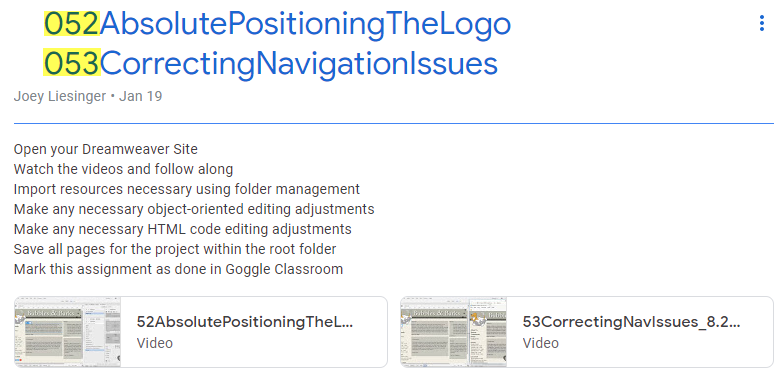 052AbsolutePositioningTheLogo
053CorrectingNavigationIssues
Joey Liesinger • Jan 19
Open your Dreamweaver Site
Watch the videos and follow along
Import resources necessary using folder management
Make any necessary object-oriented editing adjustments
Make any necessary HTML code editing adjustments
Save all pages for the project within the root folder
Mark this assignment as done in Goggle Classroom
52AbsolutePositioningTheL...
Video
53CorrectingNavIssues_8.2...
Video